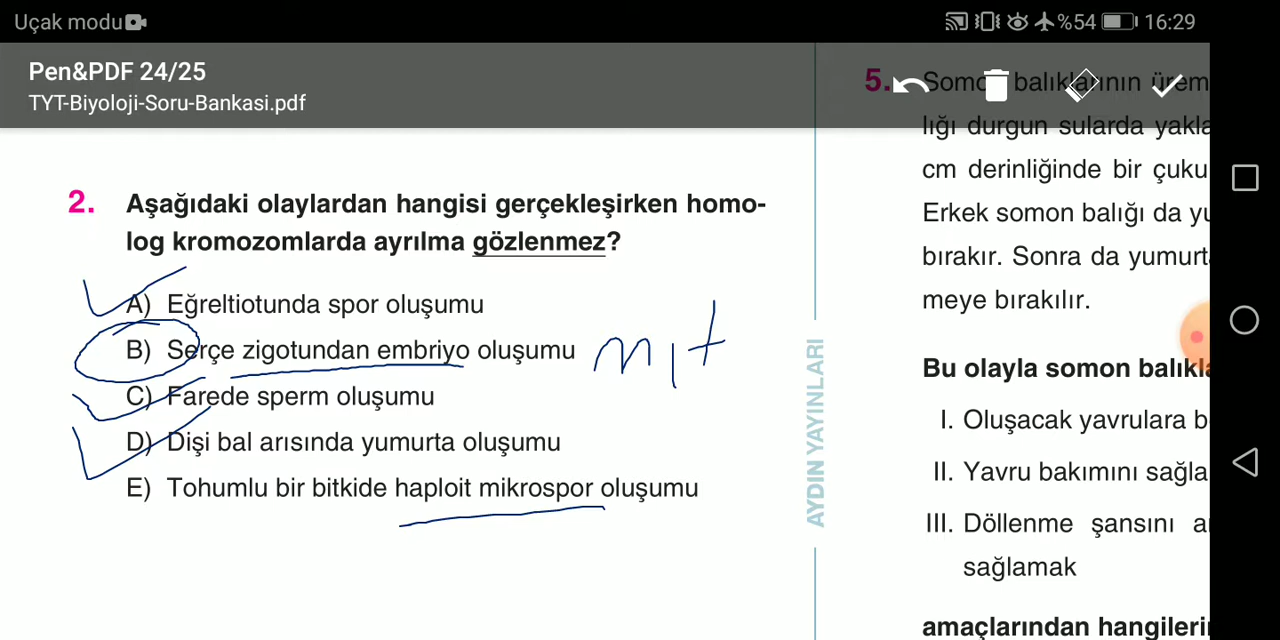 Uçak modu
%54 16:29
Pen&PDF 24/25
TYT-Biyoloji-Soru-Bankasi.pdf
2. Aşağıdaki olaylardan hangisi gerçekleşirken homo-
log kromozomlarda ayrılma gözlenmez?
A) Eğreltiotunda spor oluşumu
B) Serçe zigotundan embriyo oluşumu mit
C) Farede sperm oluşumu
D) Dişi bal arısında yumurta oluşumu
E) Tohumlu bir bitkide haploit mikrospor oluşumu
AYDIN YAYINLARI
5. Somon balıklarının ürem
lığı durgun sularda yakla
cm derinliğinde bir çuku
Erkek somon balığı da yu
bırakır. Sonra da yumurta
meye bırakılır.
Bu olayla somon balıkla
I. Oluşacak yavrulara b
II. Yavru bakımını sağla
III. Döllenme şansını ar
sağlamak
amaçlarından hangileri